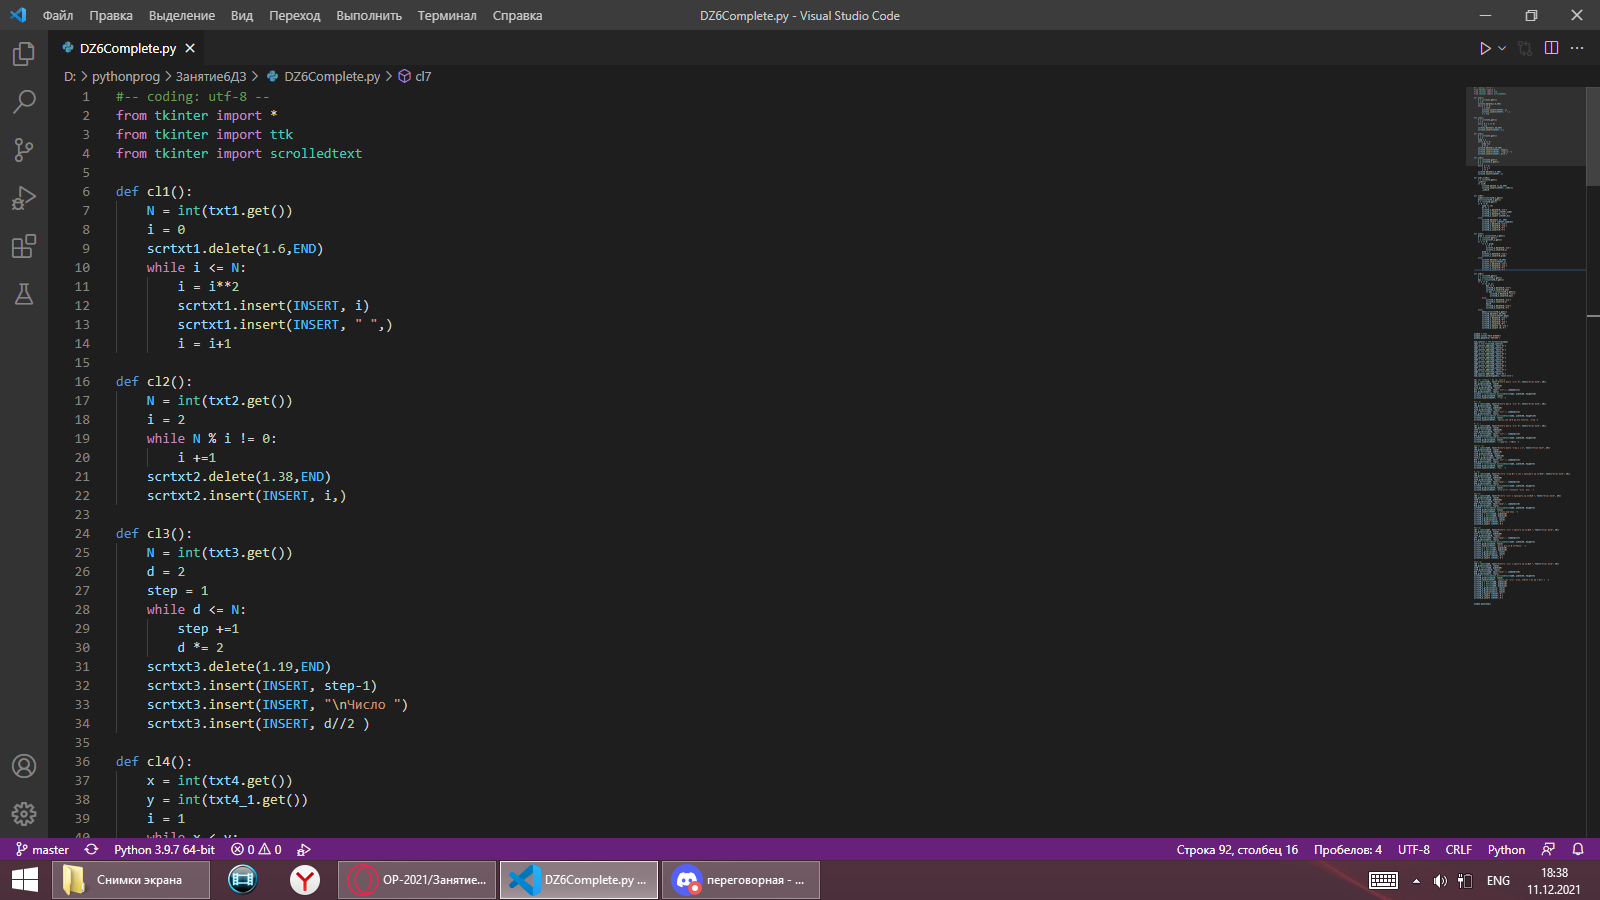 Файл Правка Выделение Вид Переход Выполнить Терминал Справка DZ6Complete.py - Visual Studio Code
DZ6Complete.py
D: > pythonprog > Занятие6ДЗ > DZ6Complete.py > cl7
1 #-- coding: utf-8 --
2 from tkinter import *
3 from tkinter import ttk
4 from tkinter import scrolledtext
5
6 def cl1():
7 N = int(txt1.get())
8 i = 0
9 scrtxt1.delete(1.6,END)
10 while i <= N:
11 i = i**2
12 scrtxt1.insert(INSERT, i)
13 scrtxt1.insert(INSERT, " ",)
14 i = i+1
15
16 def cl2():
17 N = int(txt2.get())
18 i = 2
19 while N % i != 0:
20 i +=1
21 scrtxt2.delete(1.38,END)
22 scrtxt2.insert(INSERT, i,)
23
24 def cl3():
25 N = int(txt3.get())
26 d = 2
27 step = 1
28 while d <= N:
29 step +=1
30 d *= 2
31 scrtxt3.delete(1.19,END)
32 scrtxt3.insert(INSERT, step-1)
33 scrtxt3.insert(INSERT, "\nЧисло ")
34 scrtxt3.insert(INSERT, d//2 )
35
36 def cl4():
37 x = int(txt4.get())
38 y = int(txt4_1.get())
39 i = 1
40 while x < y:
master Python 3.9.7 64-bit 0 0 Строка 92, столбец 16 Пробелов: 4 UTF-8 CRLF Python
Снимки экрана OP-2021/Занятие... DZ6Complete.py ... переговорная - ... ENG 18:38
11.12.2021